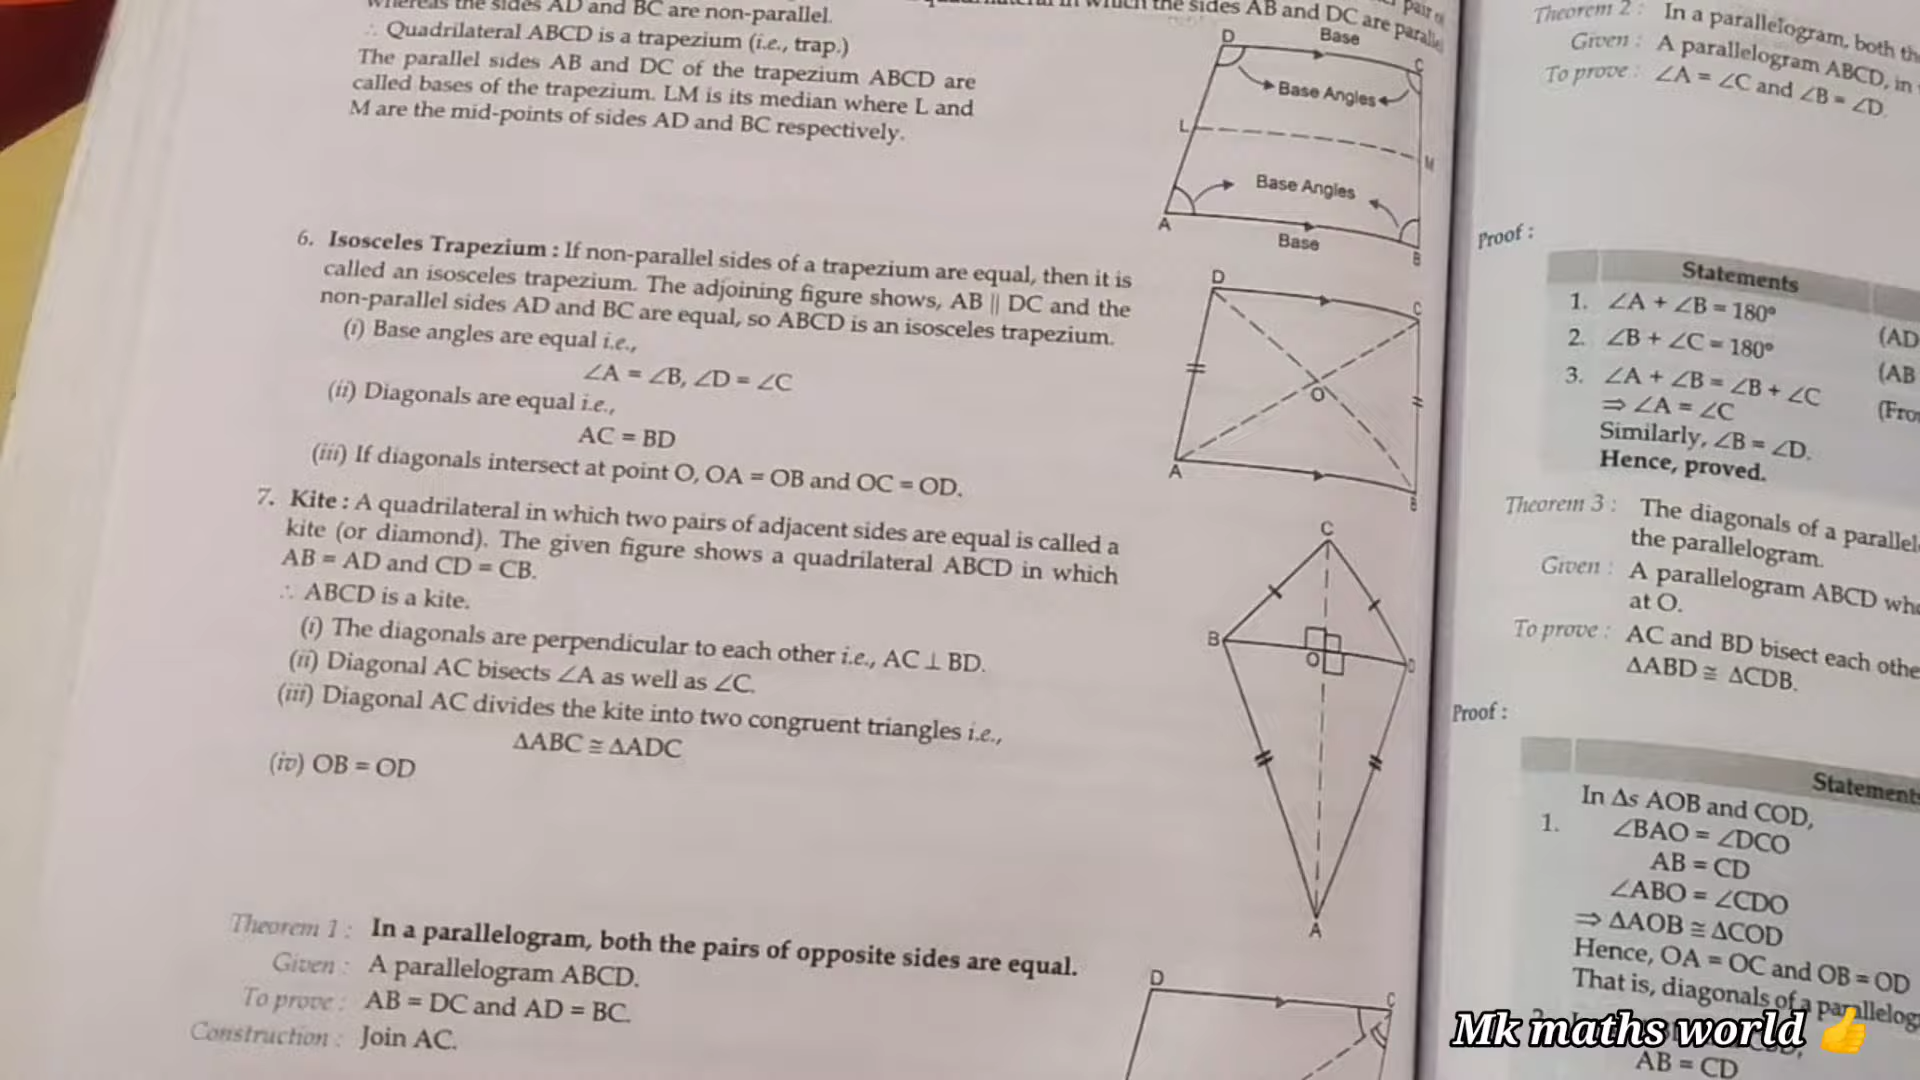 whereas the sides AD and BC are non-parallel.
∴ Quadrilateral ABCD is a trapezium (i.e., trap.)
The parallel sides AB and DC of the trapezium ABCD are
called bases of the trapezium. LM is its median where L and
M are the mid-points of sides AD and BC respectively.
in which the sides AB and DC are parallel
D
Base
C
Base Angles
L
M
Base Angles
A
Base
B
6. Isosceles Trapezium : If non-parallel sides of a trapezium are equal, then it is
called an isosceles trapezium. The adjoining figure shows, AB || DC and the
non-parallel sides AD and BC are equal, so ABCD is an isosceles trapezium.
(i) Base angles are equal i.e.,
∠A = ∠B, ∠D = ∠C
(ii) Diagonals are equal i.e.,
AC = BD
(iii) If diagonals intersect at point O, OA = OB and OC = OD.
D
C
O
A
B
7. Kite : A quadrilateral in which two pairs of adjacent sides are equal is called a
kite (or diamond). The given figure shows a quadrilateral ABCD in which
AB = AD and CD = CB.
∴ ABCD is a kite.
(i) The diagonals are perpendicular to each other i.e., AC ⊥ BD.
(ii) Diagonal AC bisects ∠A as well as ∠C.
(iii) Diagonal AC divides the kite into two congruent triangles i.e.,
ΔABC ≅ ΔADC
(iv) OB = OD
C
B
O
D
A
Theorem 1 : In a parallelogram, both the pairs of opposite sides are equal.
Given : A parallelogram ABCD.
To prove : AB = DC and AD = BC.
Construction : Join AC.
D
C
Theorem 2 : In a parallelogram, both the
Given : A parallelogram ABCD, in
To prove : ∠A = ∠C and ∠B = ∠D.
Proof :
Statements
1. ∠A + ∠B = 180° (AD
2. ∠B + ∠C = 180° (AB
3. ∠A + ∠B = ∠B + ∠C (Fro
⇒ ∠A = ∠C
Similarly, ∠B = ∠D.
Hence, proved.
Theorem 3 : The diagonals of a parallel
the parallelogram.
Given : A parallelogram ABCD
at O.
To prove : AC and BD bisect each othe
ΔABD ≅ ΔCDB.
Proof :
Statements
In Δs AOB and COD,
1. ∠BAO = ∠DCO
AB = CD
∠ABO = ∠CDO
⇒ ΔAOB ≅ ΔCOD
Hence, OA = OC and OB = OD
That is, diagonals of a parallelog
AB = CD
Mk maths world 👍